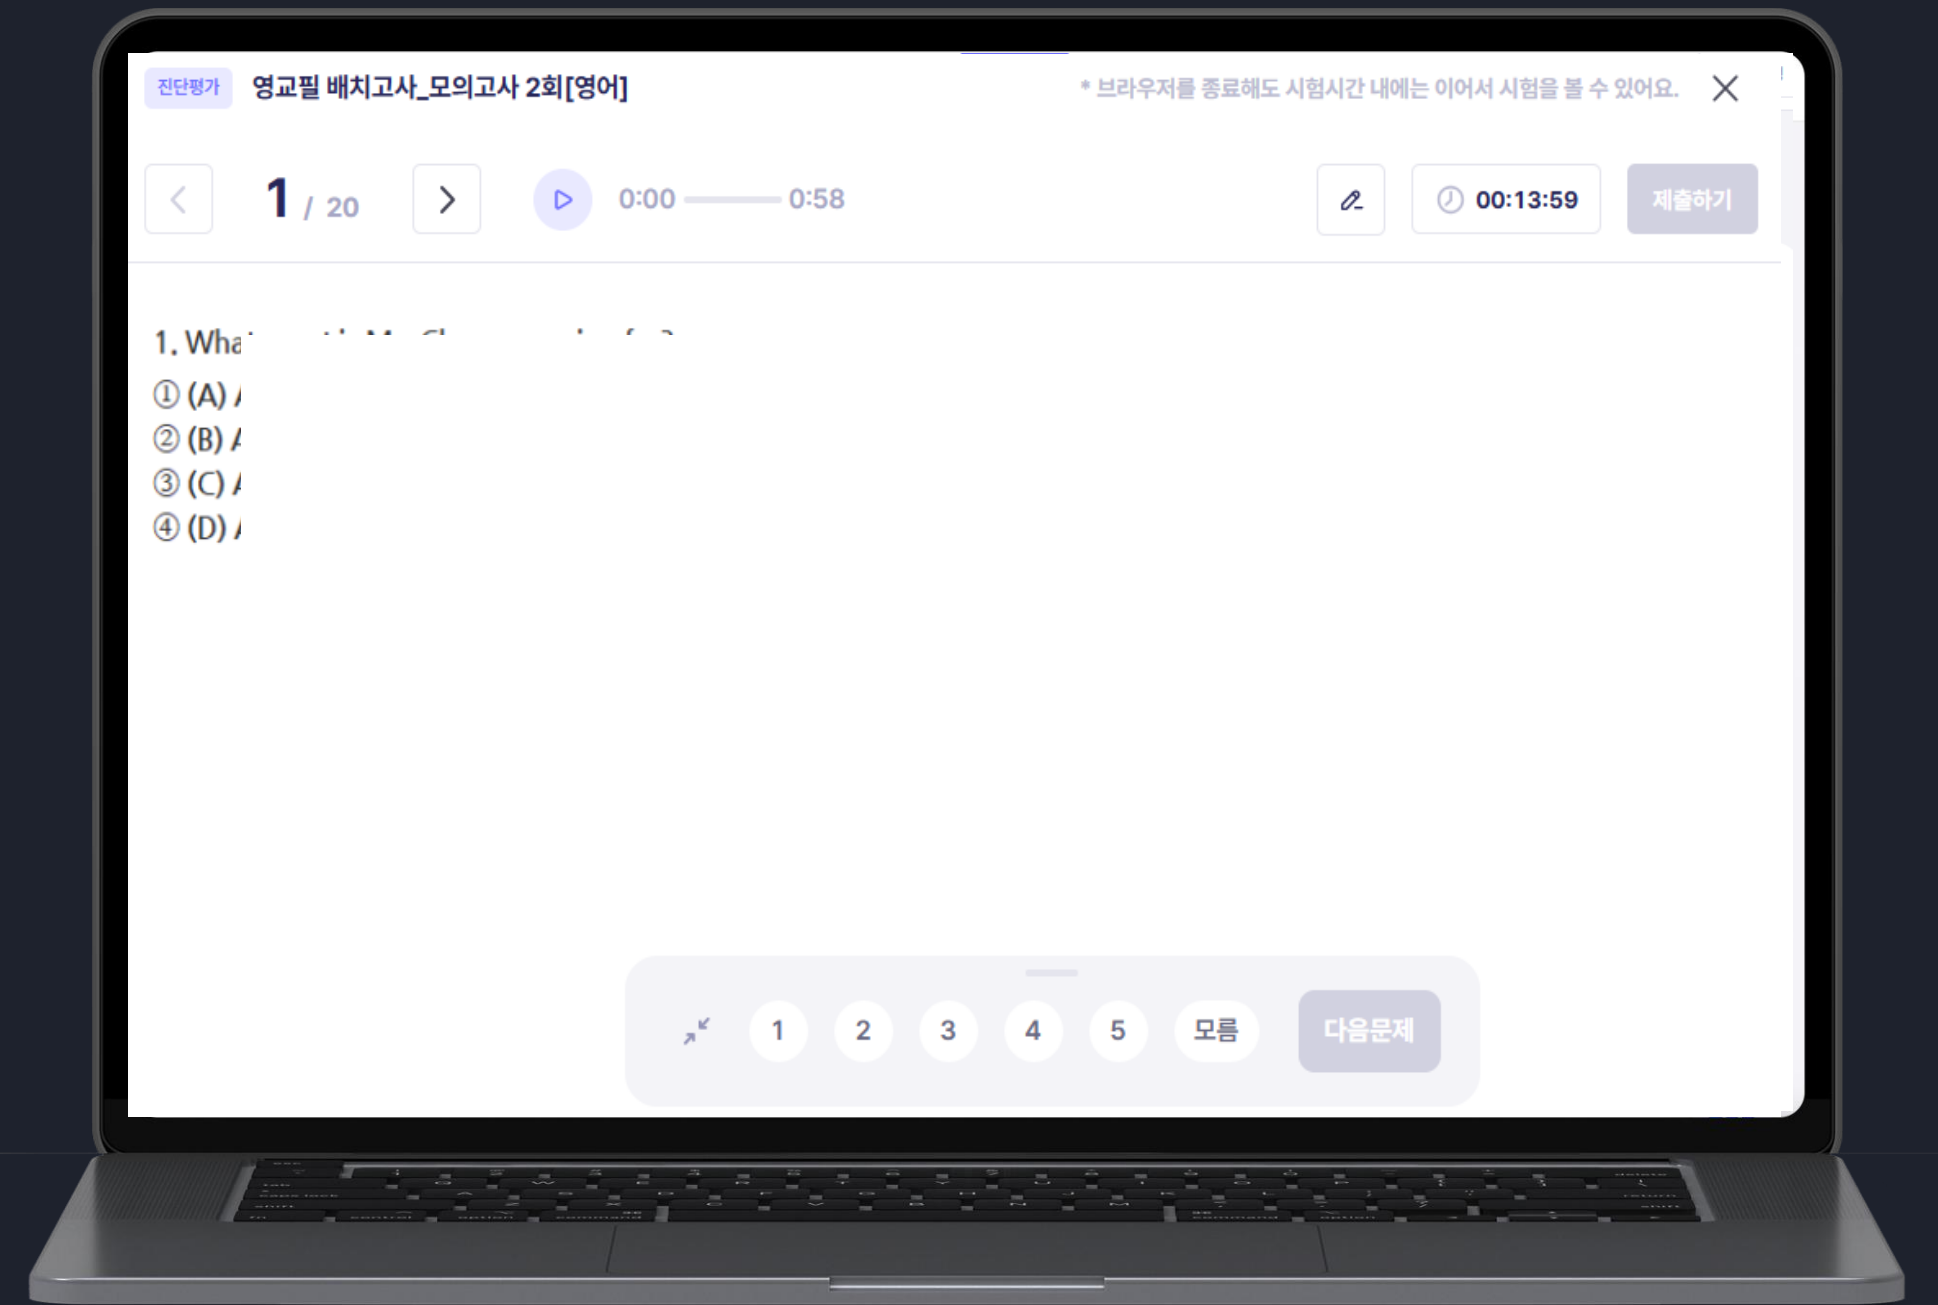 진단평가 영교필 배치고사_모의고사 2회[영어] * 브라우저를 종료해도 시험시간 내에는 이어서 시험을 볼 수 있어요.
1 / 20 0:00 0:58 00:13:59 제출하기
1.
① (A)
② (B)
③ (C)
④ (D)
1 2 3 4 5 모름 다음문제